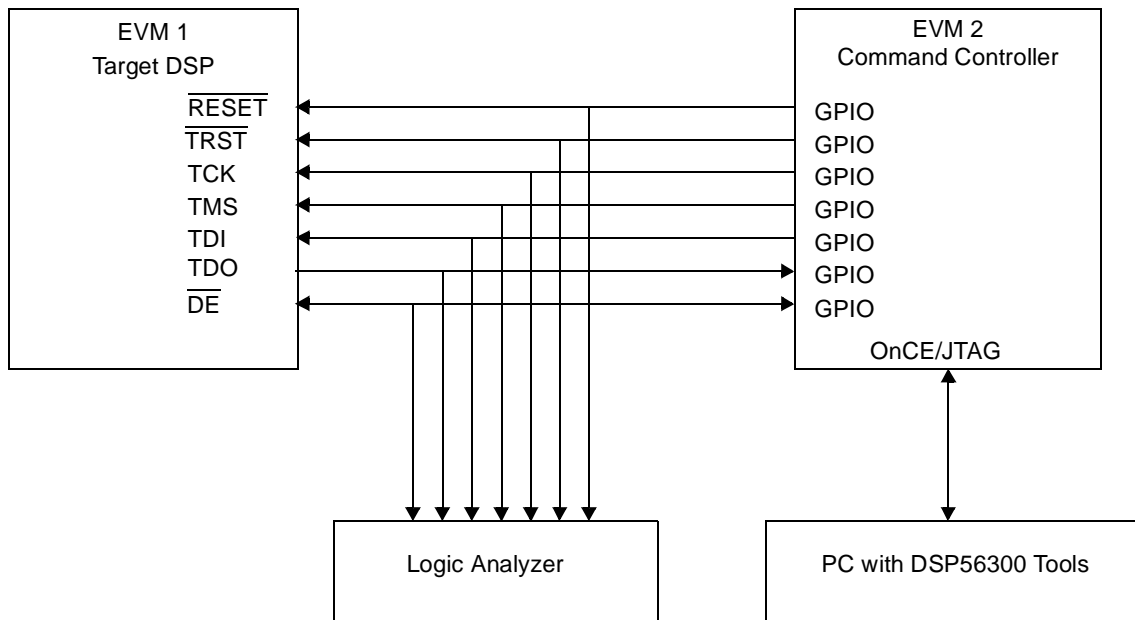 EVM 1
Target DSP
RESET
TRST
TCK
TMS
TDI
TDO
DE
EVM 2
Command Controller
GPIO
GPIO
GPIO
GPIO
GPIO
GPIO
GPIO
OnCE/JTAG
Logic Analyzer
PC with DSP56300 Tools